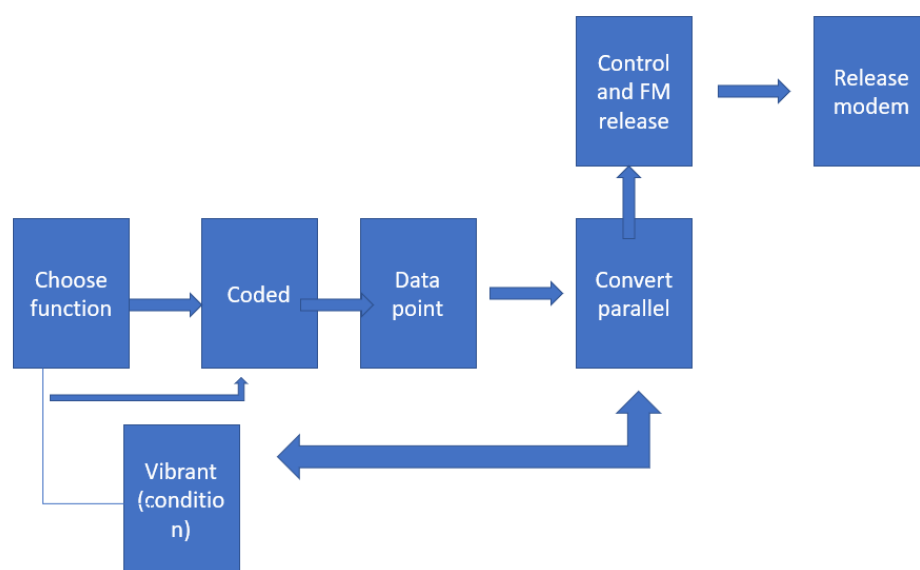 Control
and FM
release
Release
modem
Choose
function
Coded
Data
point
Convert
parallel
Vibrant
(conditio
n)